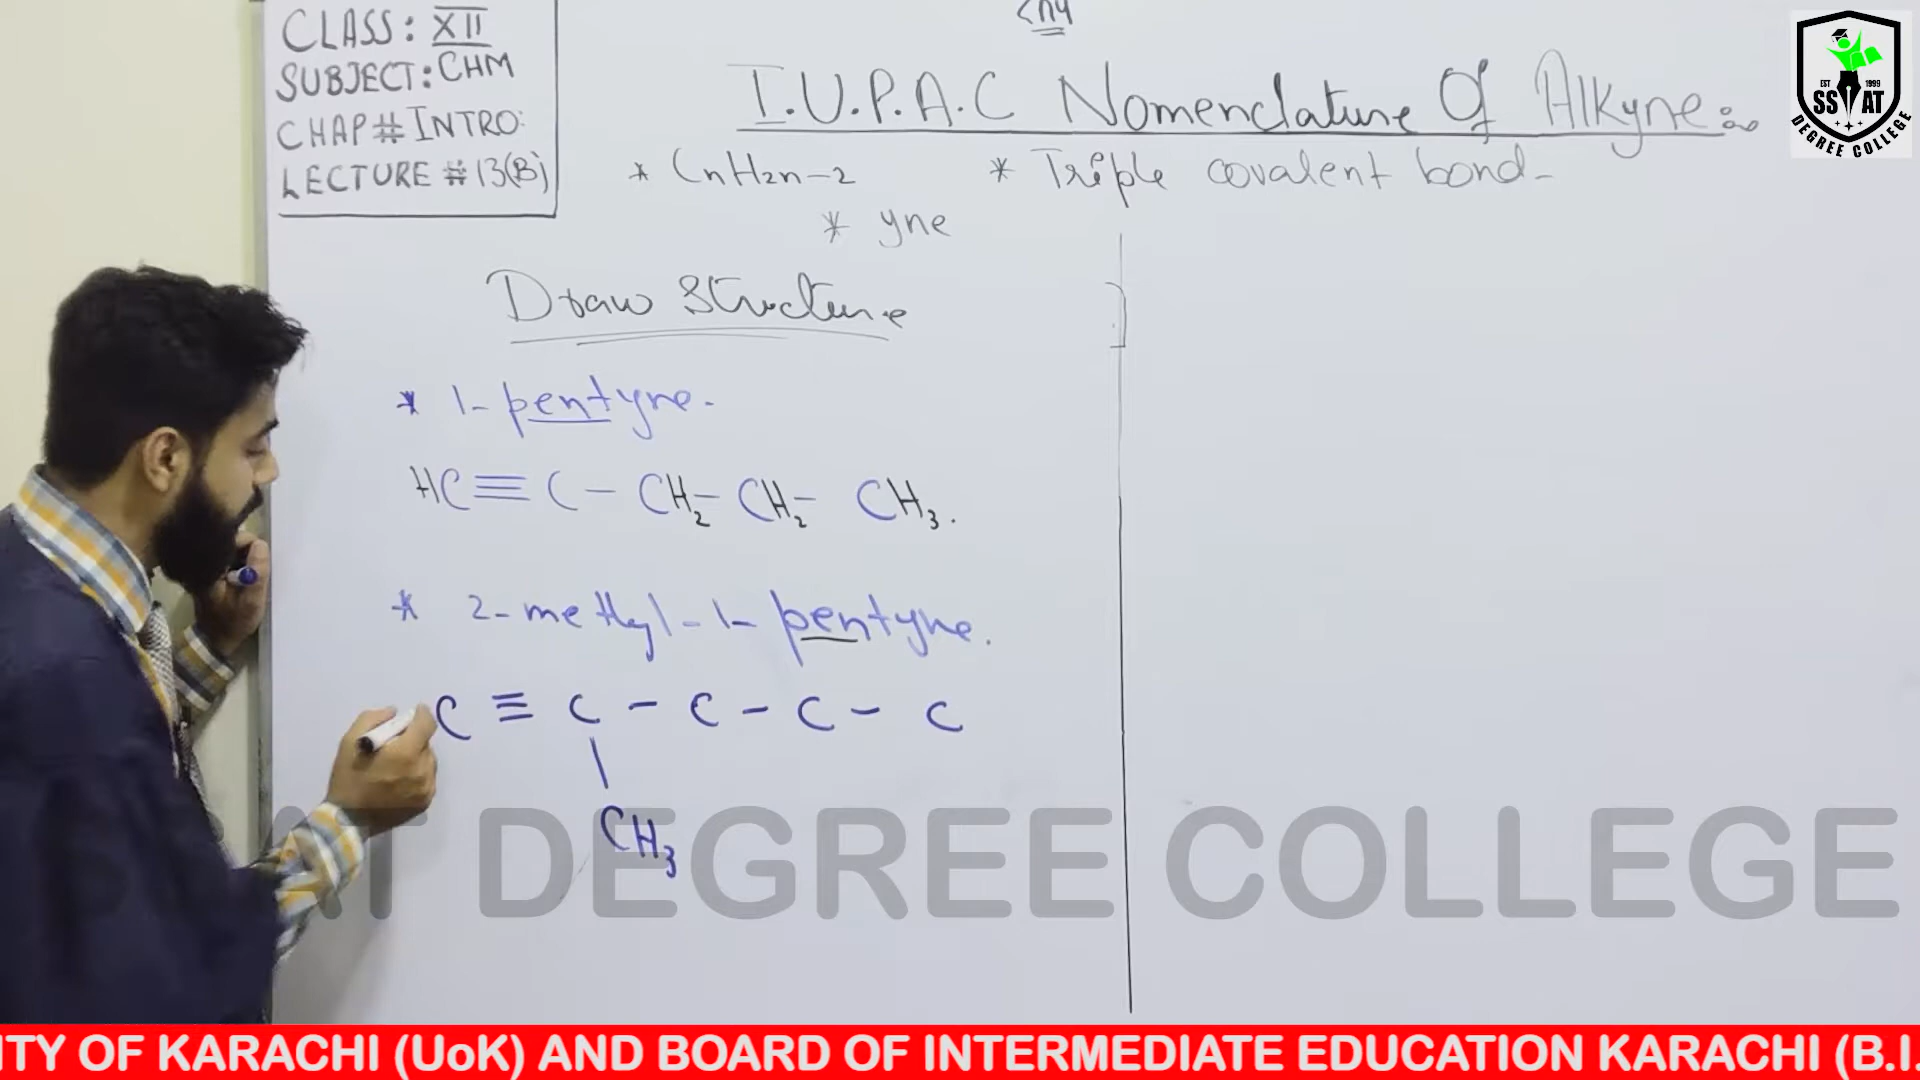 CLASS: XII
SUBJECT: CHM
CHAP # INTRO:
LECTURE # 13(B)
I.U.P.A.C Nomenclature Of Alkyne:
* CnH2n-2 * Triple covalent bond-
* yne
Draw Structure
* 1-pentyne.
HC≡C-CH2-CH2-CH3.
* 2-methyl-1-pentyne.
C≡C-C-C-C
CH3
EST 1999
SS AT
DEGREE COLLEGE
AT DEGREE COLLEGE
ITY OF KARACHI (UoK) AND BOARD OF INTERMEDIATE EDUCATION KARACHI (B.I.